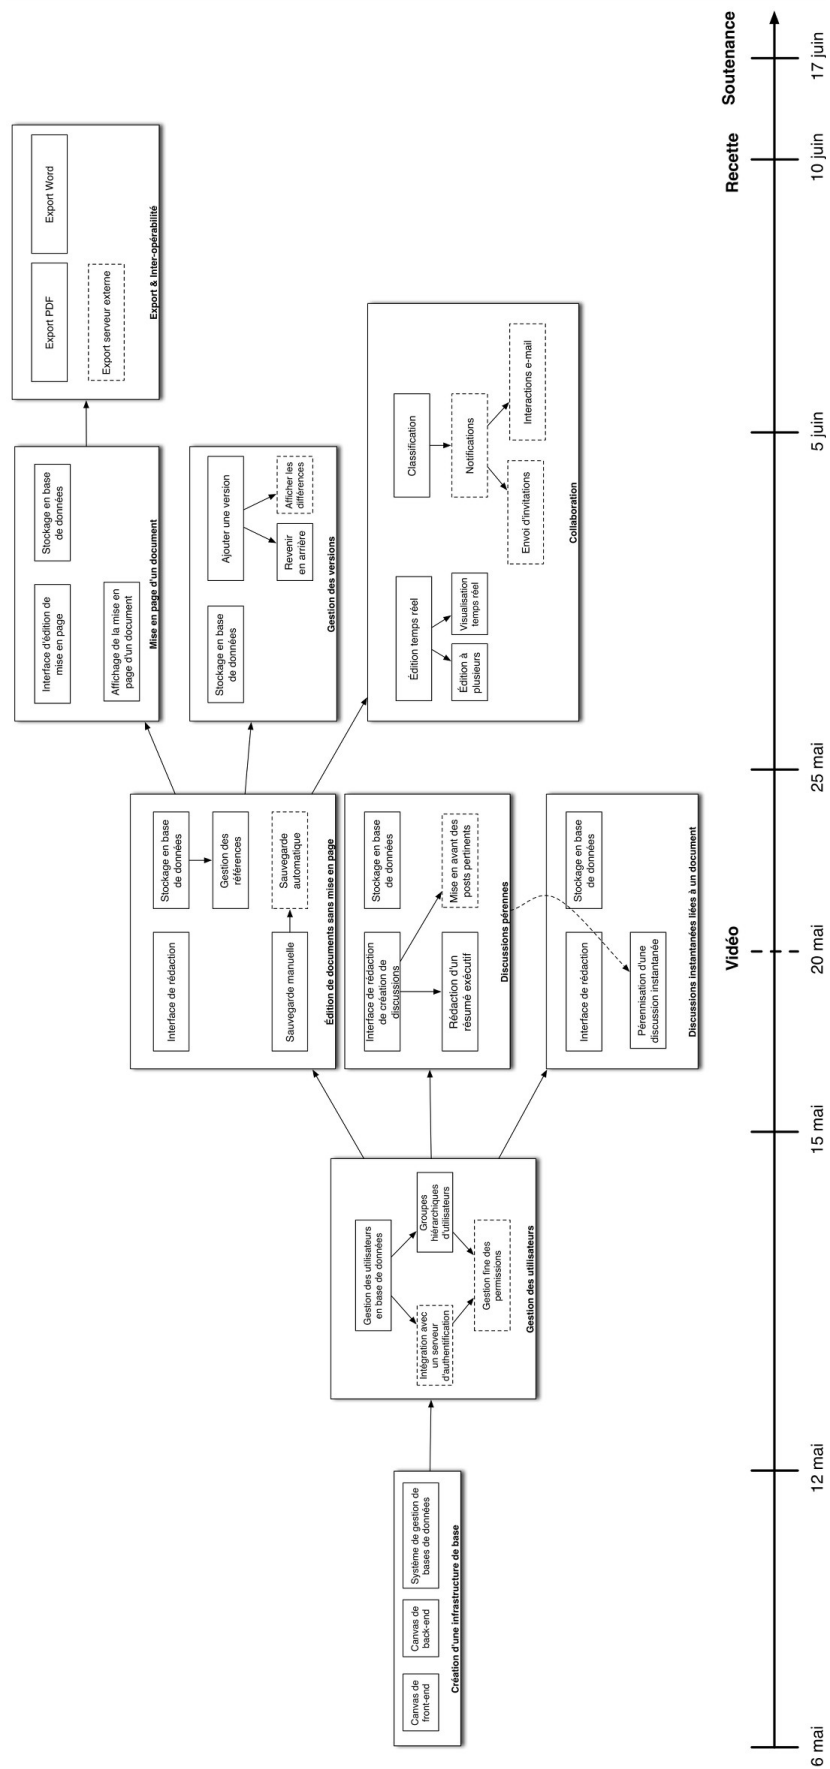 Canvas de
front-end
Canvas de
back-end
Système de gestion de
bases de données
Création d'une infrastructure de base
Gestion des utilisateurs
en base de données
Intégration avec
un serveur
d'authentification
Groupes
hiérarchiques
d'utilisateurs
Gestion fine des
permissions
Gestion des utilisateurs
Interface de rédaction
Stockage en base
de données
Gestion des
références
Sauvegarde manuelle
Sauvegarde
automatique
Édition de documents sans mise en page
Interface de rédaction
de création de
discussions
Stockage en base
de données
Rédaction d'un
résumé exécutif
Mise en avant des
posts pertinents
Discussions pérennes
Interface de rédaction
Stockage en base
de données
Pérennisation d'une
discussion instantanée
Discussions instantanées liées à un document
Interface d'édition de
mise en page
Stockage en base
de données
Affichage de la mise en
page d'un document
Mise en page d'un document
Stockage en base
de données
Ajouter une version
Revenir
en arrière
Afficher les
différences
Gestion des versions
Édition temps réel
Édition à
plusieurs
Visualisation
temps réel
Classification
Notifications
Envoi d'invitations
Interactions e-mail
Collaboration
Export PDF
Export Word
Export serveur externe
Export & Inter-opérabilité
Vidéo
Recette
Soutenance
6 mai
12 mai
15 mai
20 mai
25 mai
5 juin
10 juin
17 juin